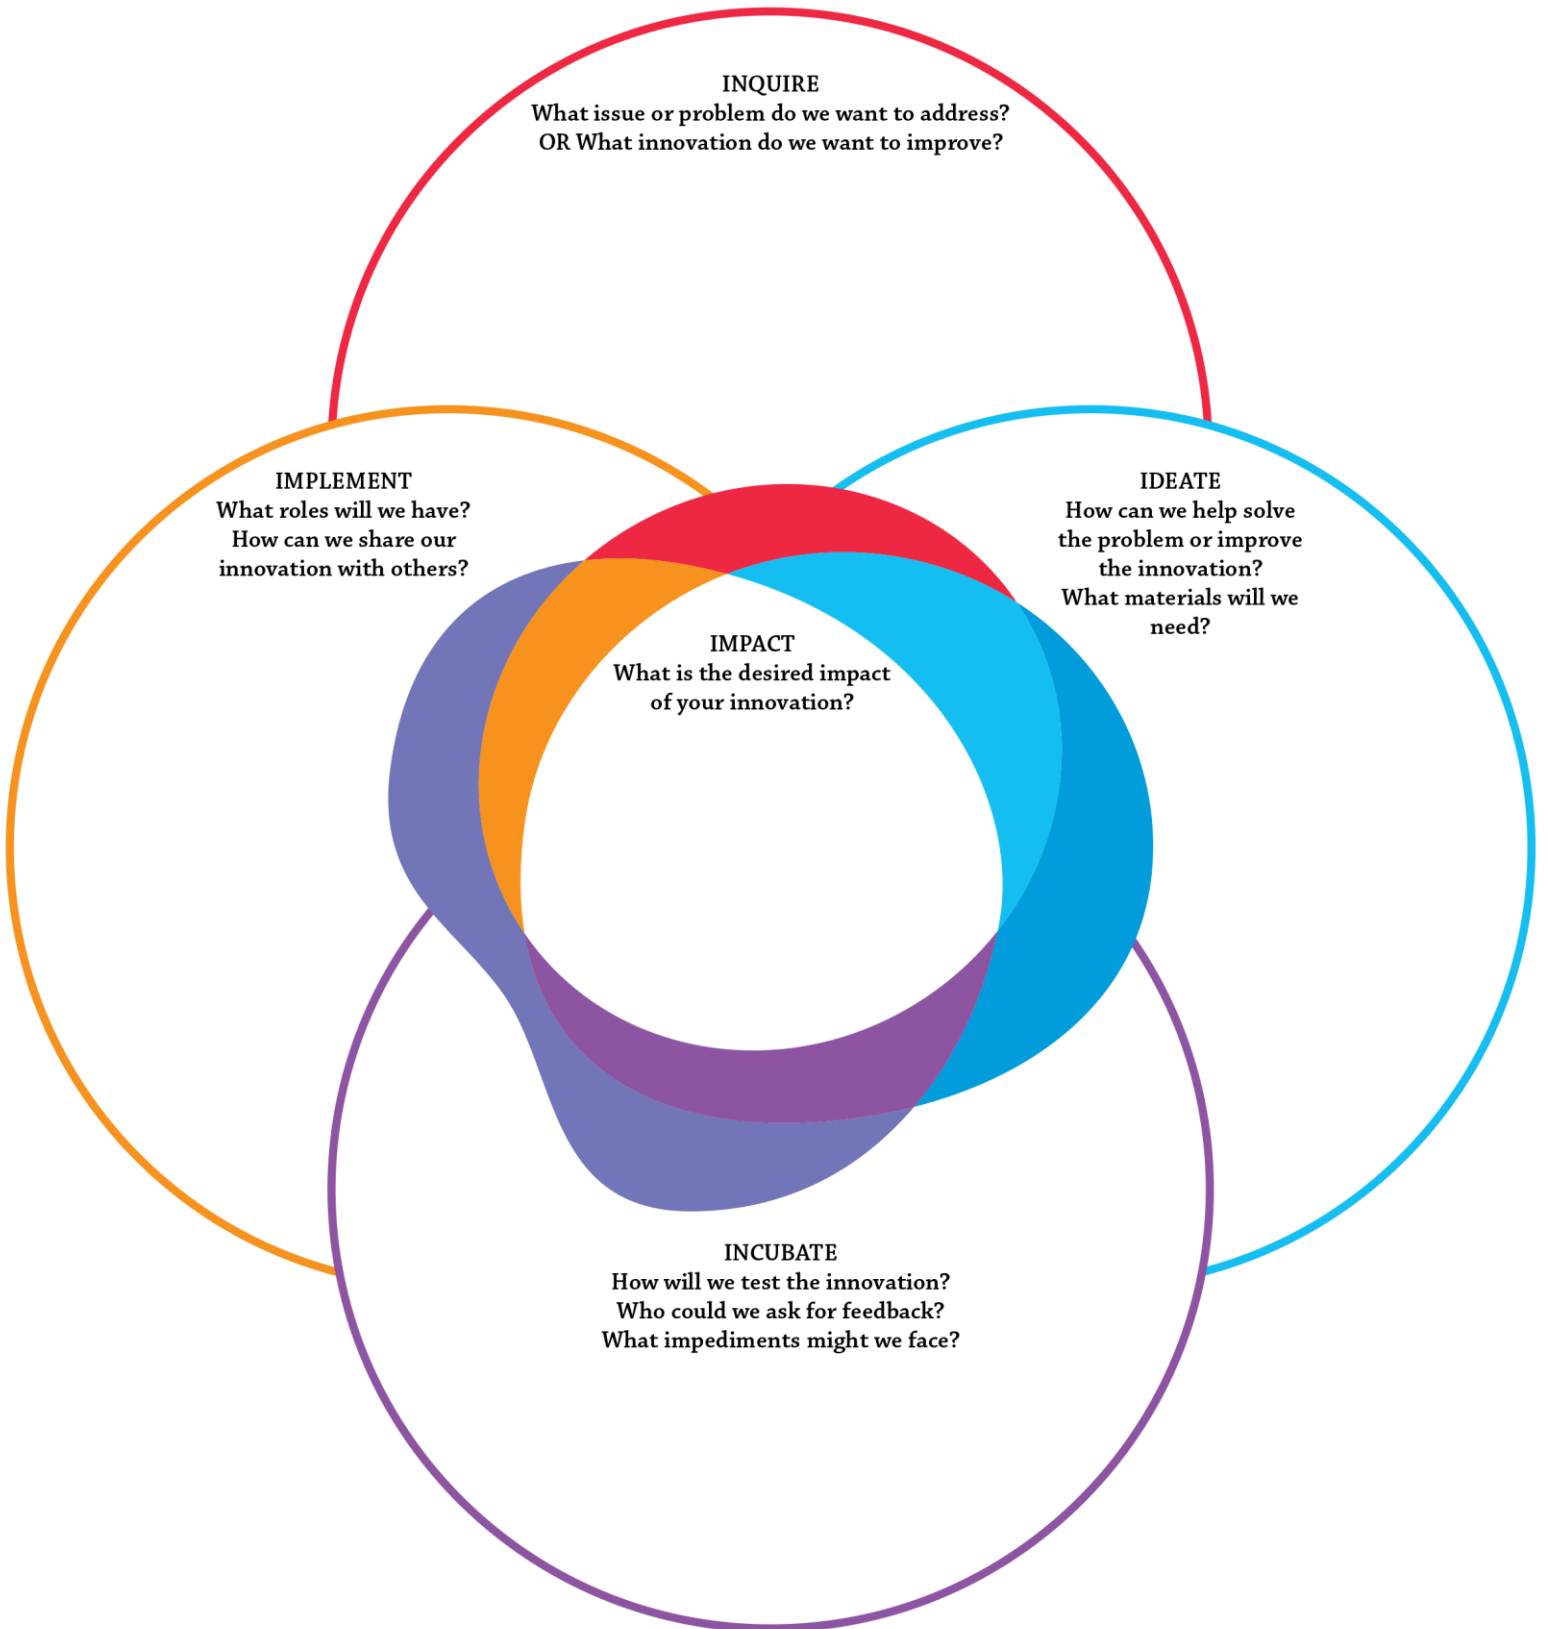 INQUIRE
What issue or problem do we want to address?
OR What innovation do we want to improve?
IMPLEMENT
What roles will we have?
How can we share our
innovation with others?
IDEATE
How can we help solve
the problem or improve
the innovation?
What materials will we
need?
IMPACT
What is the desired impact
of your innovation?
INCUBATE
How will we test the innovation?
Who could we ask for feedback?
What impediments might we face?